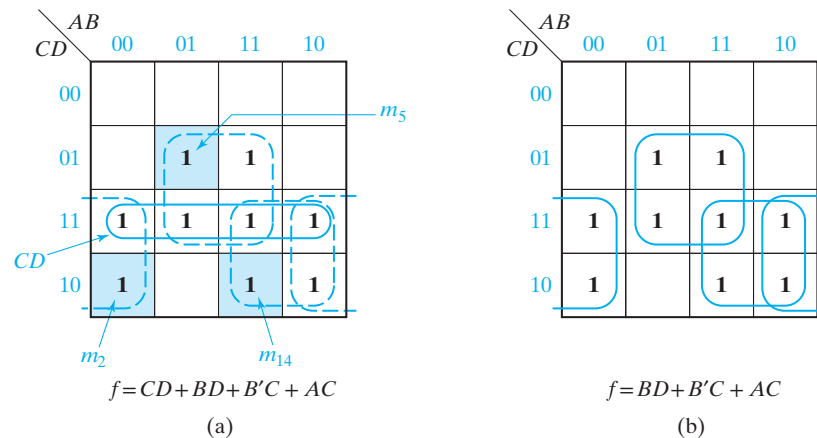 AB AB
CD 00 01 11 10 CD 00 01 11 10
00 00
m5
01 1 1 01 1 1
11 1 1 1 1 11 1 1 1 1
CD
10 1 1 1 10 1 1 1
m2 m14
f=CD+BD+B′C+AC f=BD+B′C+AC
(a) (b)